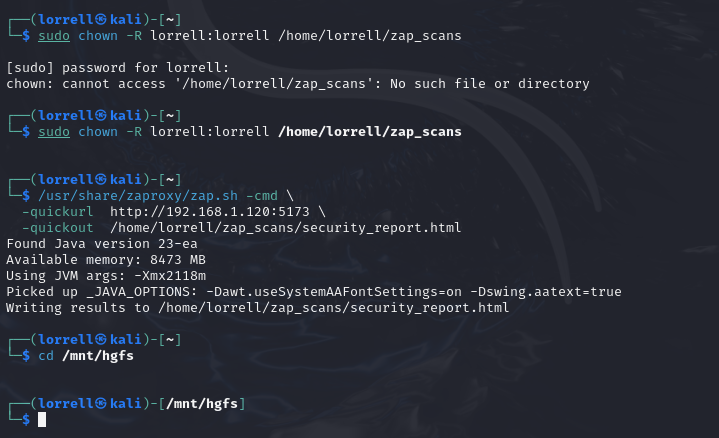 ┌──(lorrell㉿kali)-[~]
└─$ sudo chown -R lorrell:lorrell /home/lorrell/zap_scans
[sudo] password for lorrell:
chown: cannot access '/home/lorrell/zap_scans': No such file or directory
┌──(lorrell㉿kali)-[~]
└─$ sudo chown -R lorrell:lorrell /home/lorrell/zap_scans
┌──(lorrell㉿kali)-[~]
└─$ /usr/share/zaproxy/zap.sh -cmd \
-quickurl http://192.168.1.120:5173 \
-quickout /home/lorrell/zap_scans/security_report.html
Found Java version 23-ea
Available memory: 8473 MB
Using JVM args: -Xmx2118m
Picked up _JAVA_OPTIONS: -Dawt.useSystemAAFontSettings=on -Dswing.aatext=true
Writing results to /home/lorrell/zap_scans/security_report.html
┌──(lorrell㉿kali)-[~]
└─$ cd /mnt/hgfs
┌──(lorrell㉿kali)-[/mnt/hgfs]
└─$